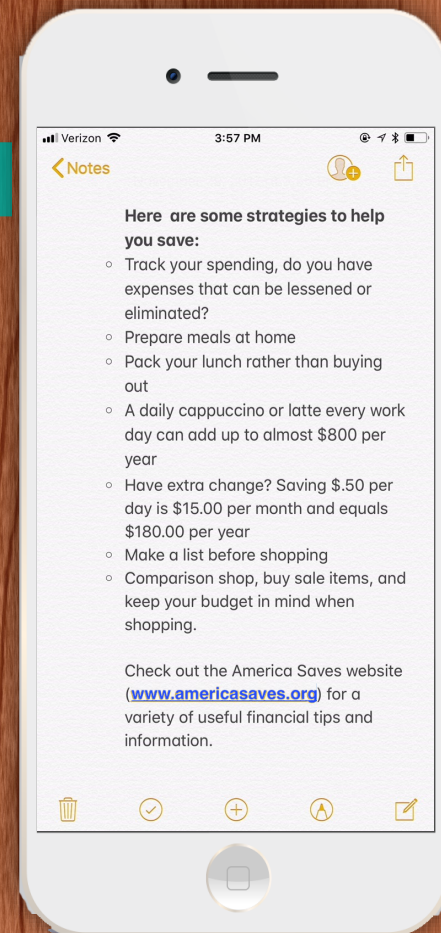 Verizon 3:57 PM
Notes
Here are some strategies to help
you save:
Track your spending, do you have
expenses that can be lessened or
eliminated?
Prepare meals at home
Pack your lunch rather than buying
out
A daily cappuccino or latte every work
day can add up to almost $800 per
year
Have extra change? Saving $.50 per
day is $15.00 per month and equals
$180.00 per year
Make a list before shopping
Comparison shop, buy sale items, and
keep your budget in mind when
shopping.
Check out the America Saves website
(www.americasaves.org) for a
variety of useful financial tips and
information.